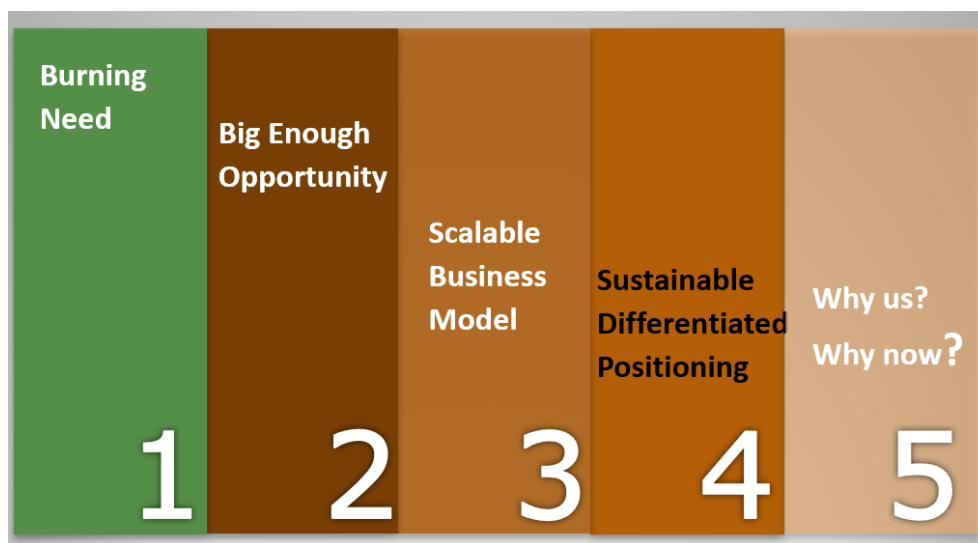 Burning
Need
1
Big Enough
Opportunity
2
Scalable
Business
Model
3
Sustainable
Differentiated
Positioning
4
Why us?
Why now?
5